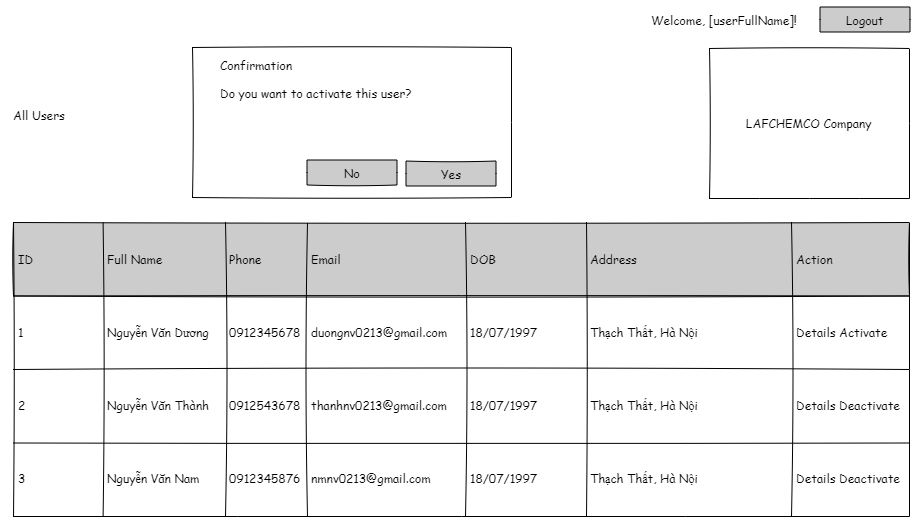 Welcome, [userFullName]!
Logout
Confirmation
Do you want to activate this user?
All Users
LAFCHEMCO Company
No
Yes
ID Full Name Phone Email DOB Address Action
1 Nguyễn Văn Dương 0912345678 duongnv0213@gmail.com 18/07/1997 Thạch Thất, Hà Nội Details Activate
2 Nguyễn Văn Thành 0912543678 thanhnv0213@gmail.com 18/07/1997 Thạch Thất, Hà Nội Details Deactivate
3 Nguyễn Văn Nam 0912345876 nmnv0213@gmail.com 18/07/1997 Thạch Thất, Hà Nội Details Deactivate